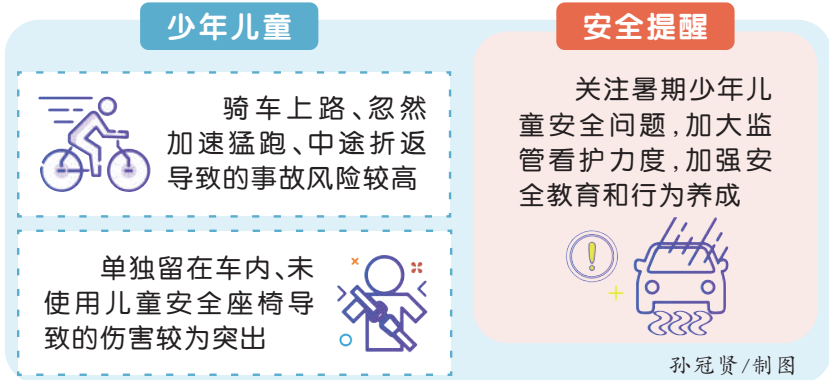 少年儿童
骑车上路、忽然
加速猛跑、中途折返
导致的事故风险较高
单独留在车内、未
使用儿童安全座椅导
致的伤害较为突出
安全提醒
关注暑期少年儿
童安全问题,加大监
管看护力度,加强安
全教育和行为养成
孙冠贤/制图